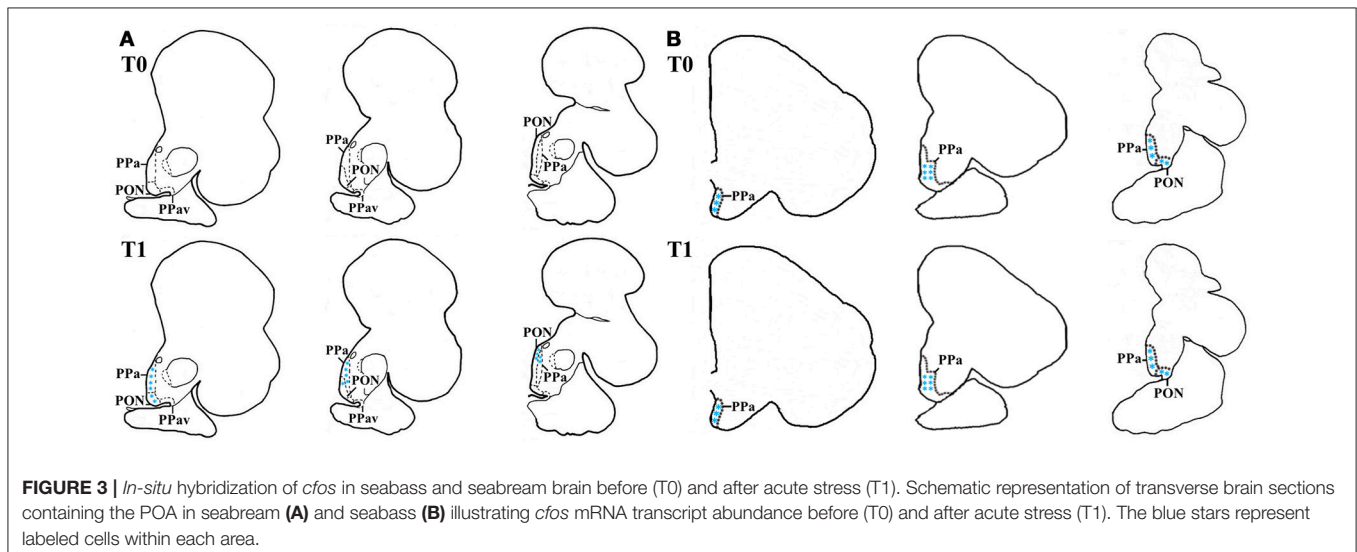 A
B
T0
T0
PPa
PON
PPav
PPa
PON
PON
PPa
PPa
PPa
PPa
PON
T1
T1
PPa
PON
PPav
PPa
PON
PON
PPa
PPa
PPa
PPa
PON
FIGURE 3 | In-situ hybridization of cfos in seabass and seabream brain before (T0) and after acute stress (T1). Schematic representation of transverse brain sections
containing the POA in seabream (A) and seabass (B) illustrating cfos mRNA transcript abundance before (T0) and after acute stress (T1). The blue stars represent
labeled cells within each area.